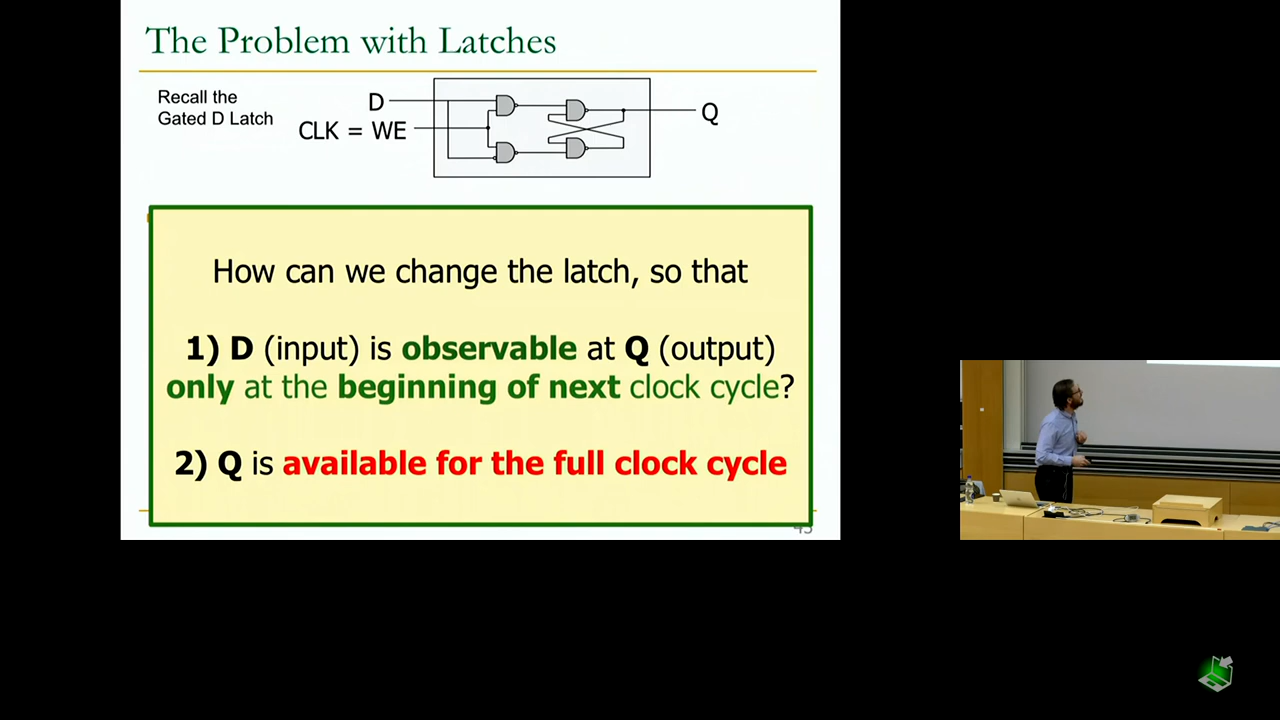 The Problem with Latches
Recall the
Gated D Latch
D
CLK = WE
Q
How can we change the latch, so that
1) D (input) is observable at Q (output)
only at the beginning of next clock cycle?
2) Q is available for the full clock cycle